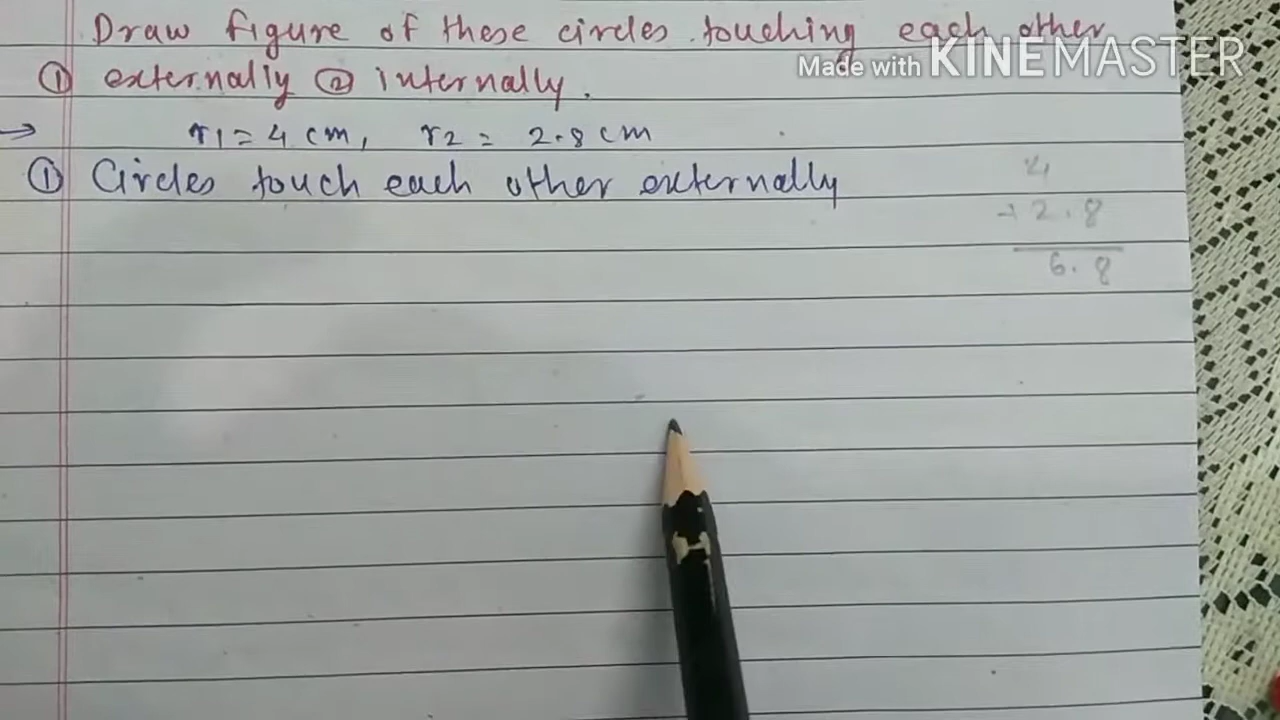 Draw figure of these circles touching each other
Made with KINEMASTER
① externally ② internally.
→ r1 = 4 cm, r2 = 2.8 cm
① Circles touch each other externally
4
+ 2.8
6.8